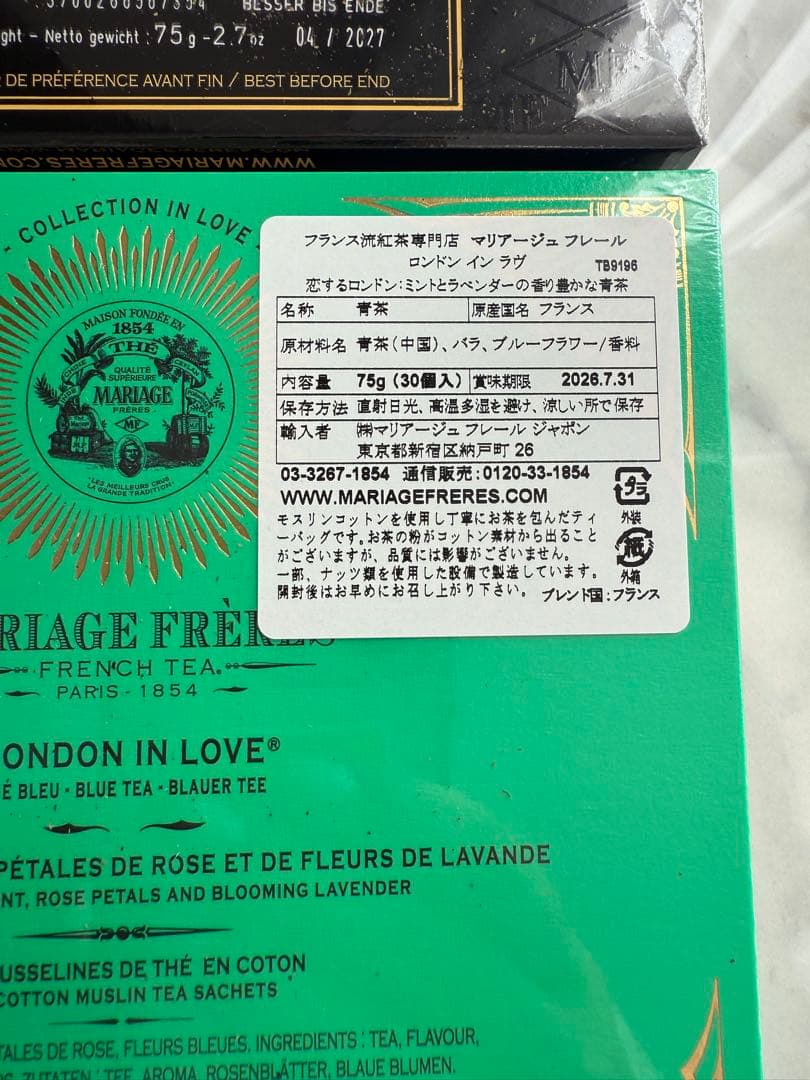 BESSER BIS ENDE
ght - Netto gewicht : 75g - 2.7oz 04 / 2027
DE PRÉFÉRENCE AVANT FIN / BEST BEFORE END
MF
- COLLECTION IN LOVE -
MAISON FONDÉE EN
1854
THÉ
QUALITÉ
SUPÉRIEURE
MARIAGE
FRÈRES
MF
"LES MEILLEURS CRUS
LA GRANDE TRADITION"
フランス流紅茶専門店 マリアージュ フレール
ロンドン イン ラヴ TB9196
恋するロンドン:ミントとラベンダーの香り豊かな青茶
名称 青茶 原産国名 フランス
原材料名 青茶(中国)、バラ、ブルーフラワー/香料
内容量 75g (30個入) 賞味期限 2026.7.31
保存方法 直射日光、高温多湿を避け、涼しい所で保存
輸入者 ㈱マリアージュ フレール ジャポン
東京都新宿区納戸町 26
03-3267-1854 通信販売:0120-33-1854
WWW.MARIAGEFRERES.COM
モスリンコットンを使用し丁寧にお茶を包んだティ
ーバッグです。お茶の粉がコットン素材から出ること
がございますが、品質には影響がございません。
一部、ナッツ類を使用した設備で製造しています。
開封後はお早めにお召し上がり下さい。 ブレンド国:フランス
プラ
外装
紙
外箱
RIAGE FRÈRES
FRENCH TEA
PARIS - 1854
ONDON IN LOVE®
É BLEU - BLUE TEA - BLAUER TEE
PÉTALES DE ROSE ET DE FLEURS DE LAVANDE
NT, ROSE PETALS AND BLOOMING LAVENDER
USSELINES DE THÉ EN COTON
COTTON MUSLIN TEA SACHETS
TALES DE ROSE, FLEURS BLEUES. INGREDIENTS : TEA, FLAVOUR,
ZUTATEN : TEE, AROMA, ROSENBLÄTTER, BLAUE BLUMEN.